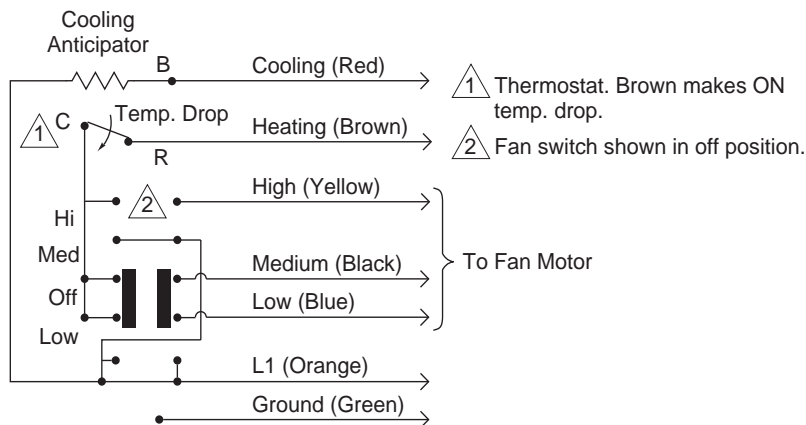 Cooling
Anticipator
B
Cooling (Red)
1 Thermostat. Brown makes ON
temp. drop.
1
C
Temp. Drop
Heating (Brown)
R
2 Fan switch shown in off position.
2
High (Yellow)
Hi
Med
Medium (Black)
To Fan Motor
Off
Low (Blue)
Low
L1 (Orange)
Ground (Green)